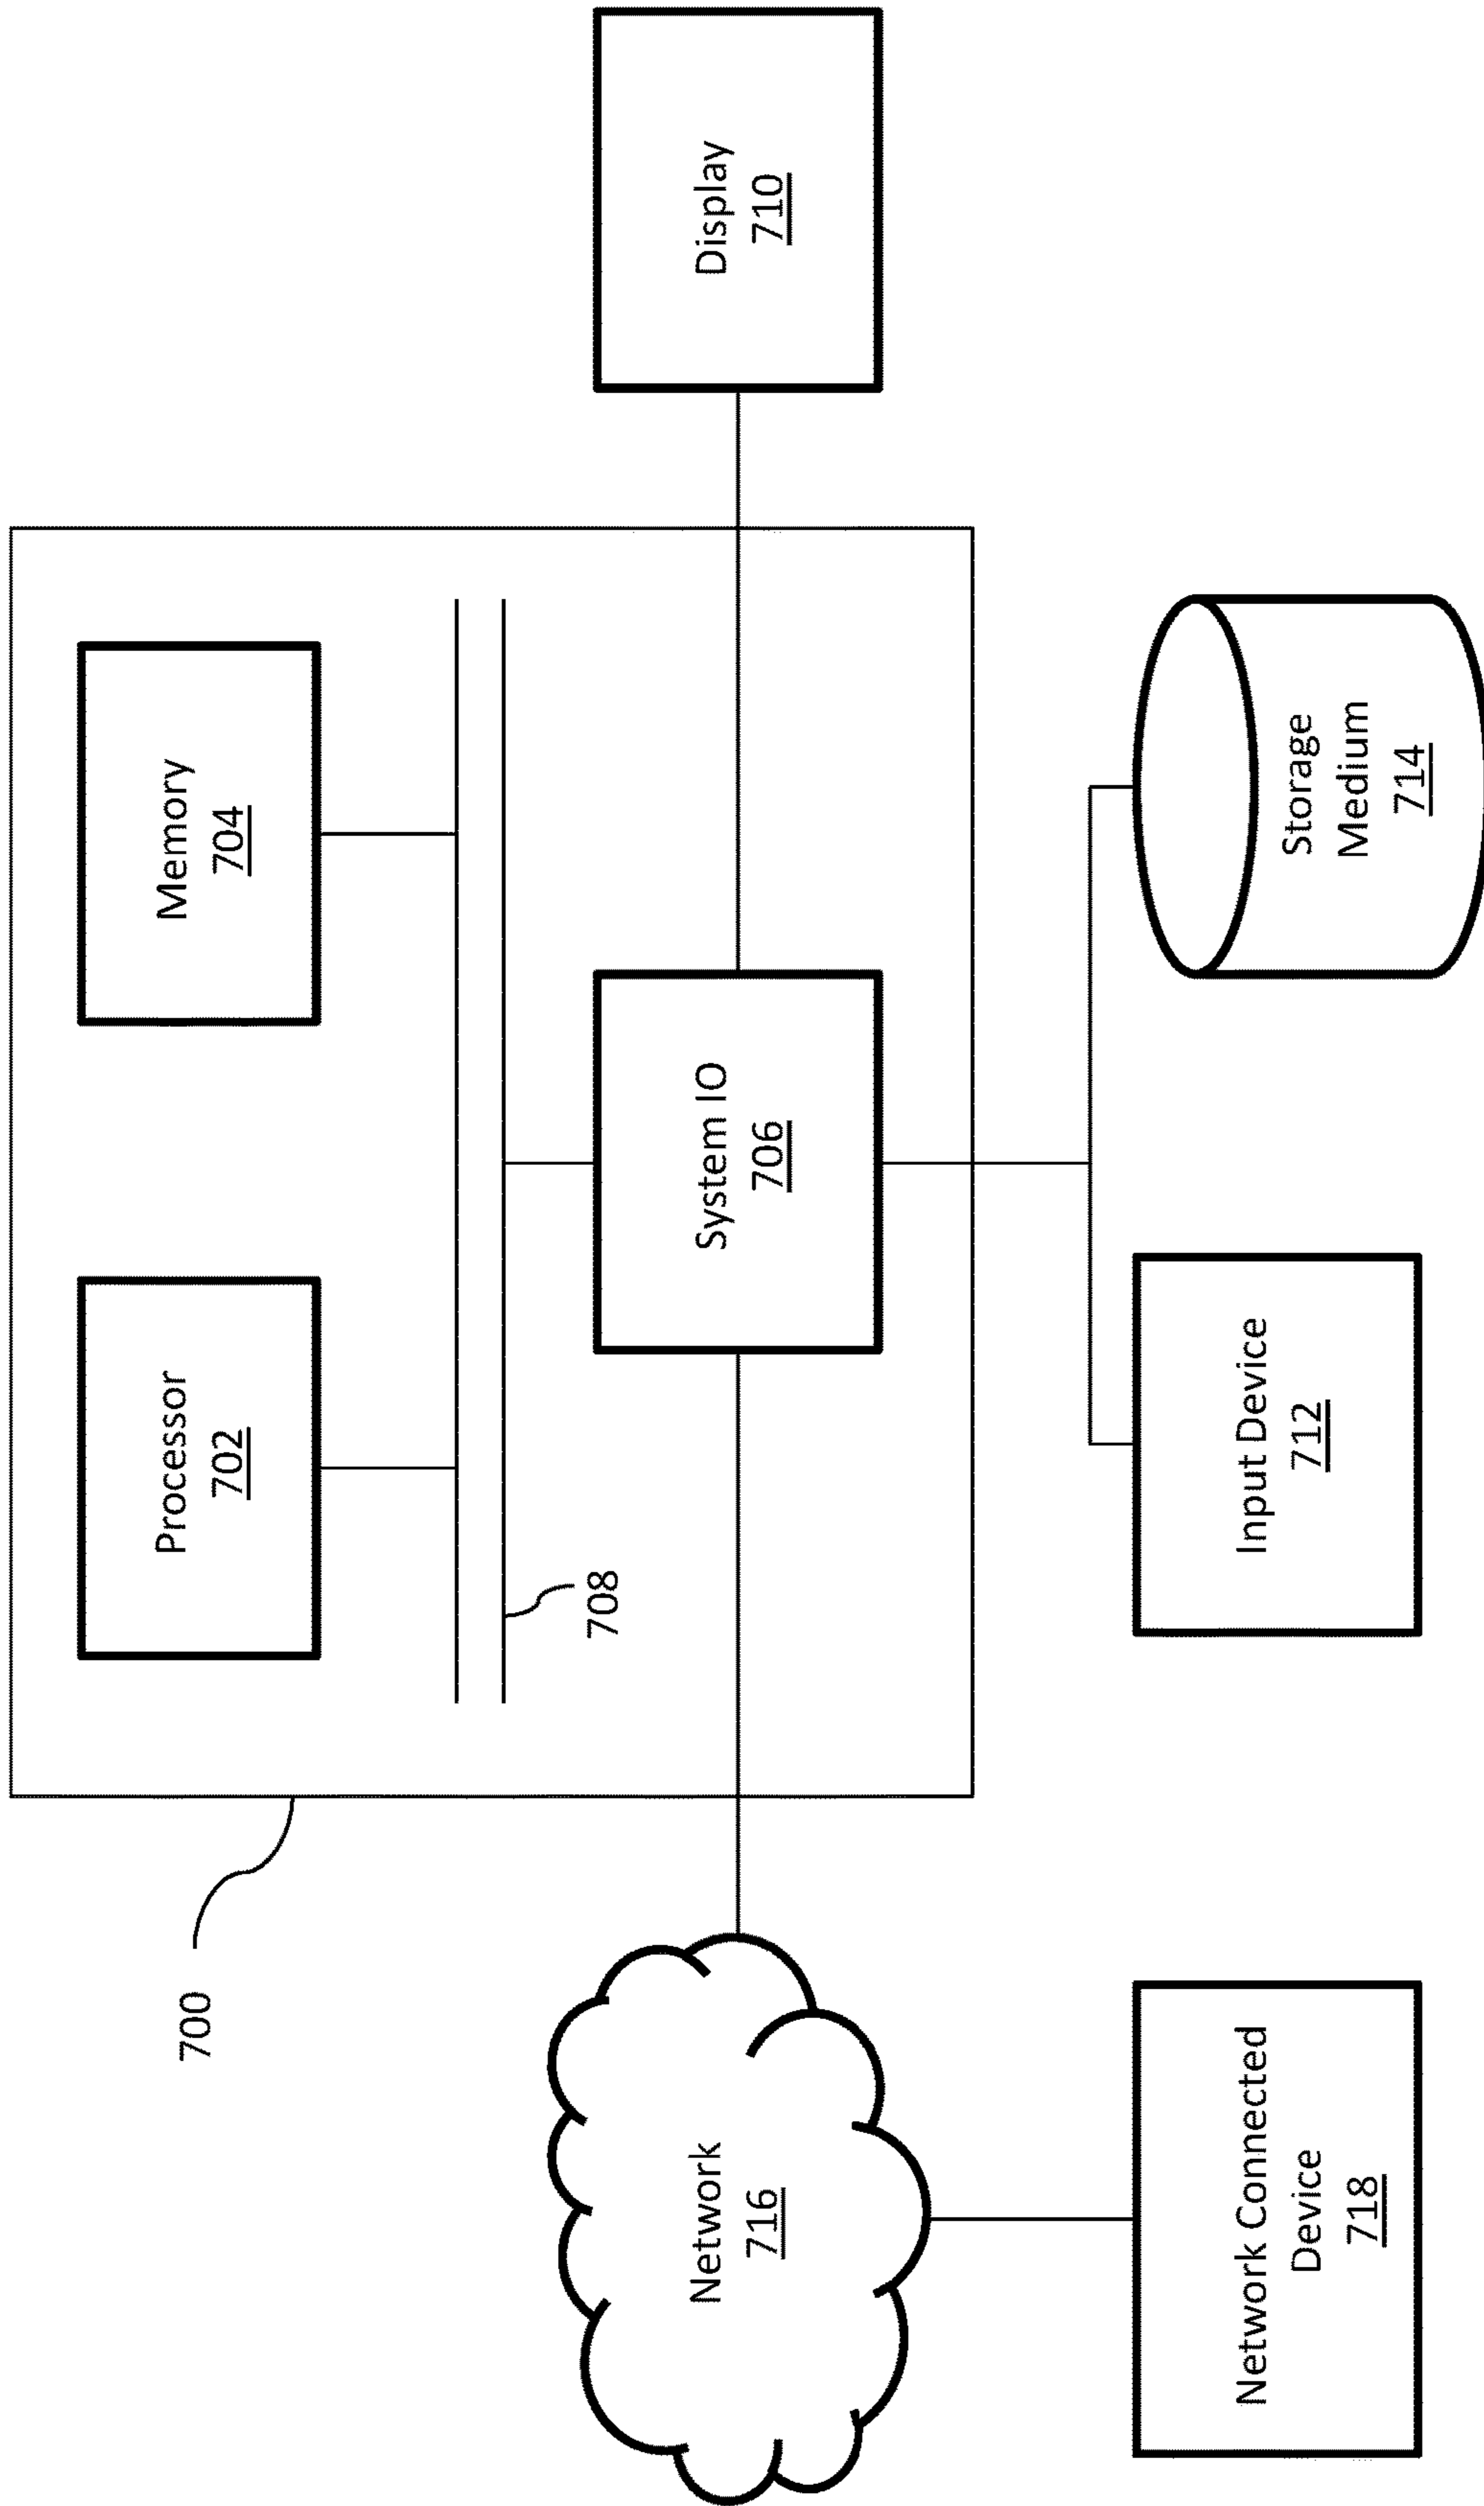 700
Processor
702
Memory
704
708
System IO
706
Display
710
Network
716
Network Connected
Device
718
Input Device
712
Storage
Medium
714